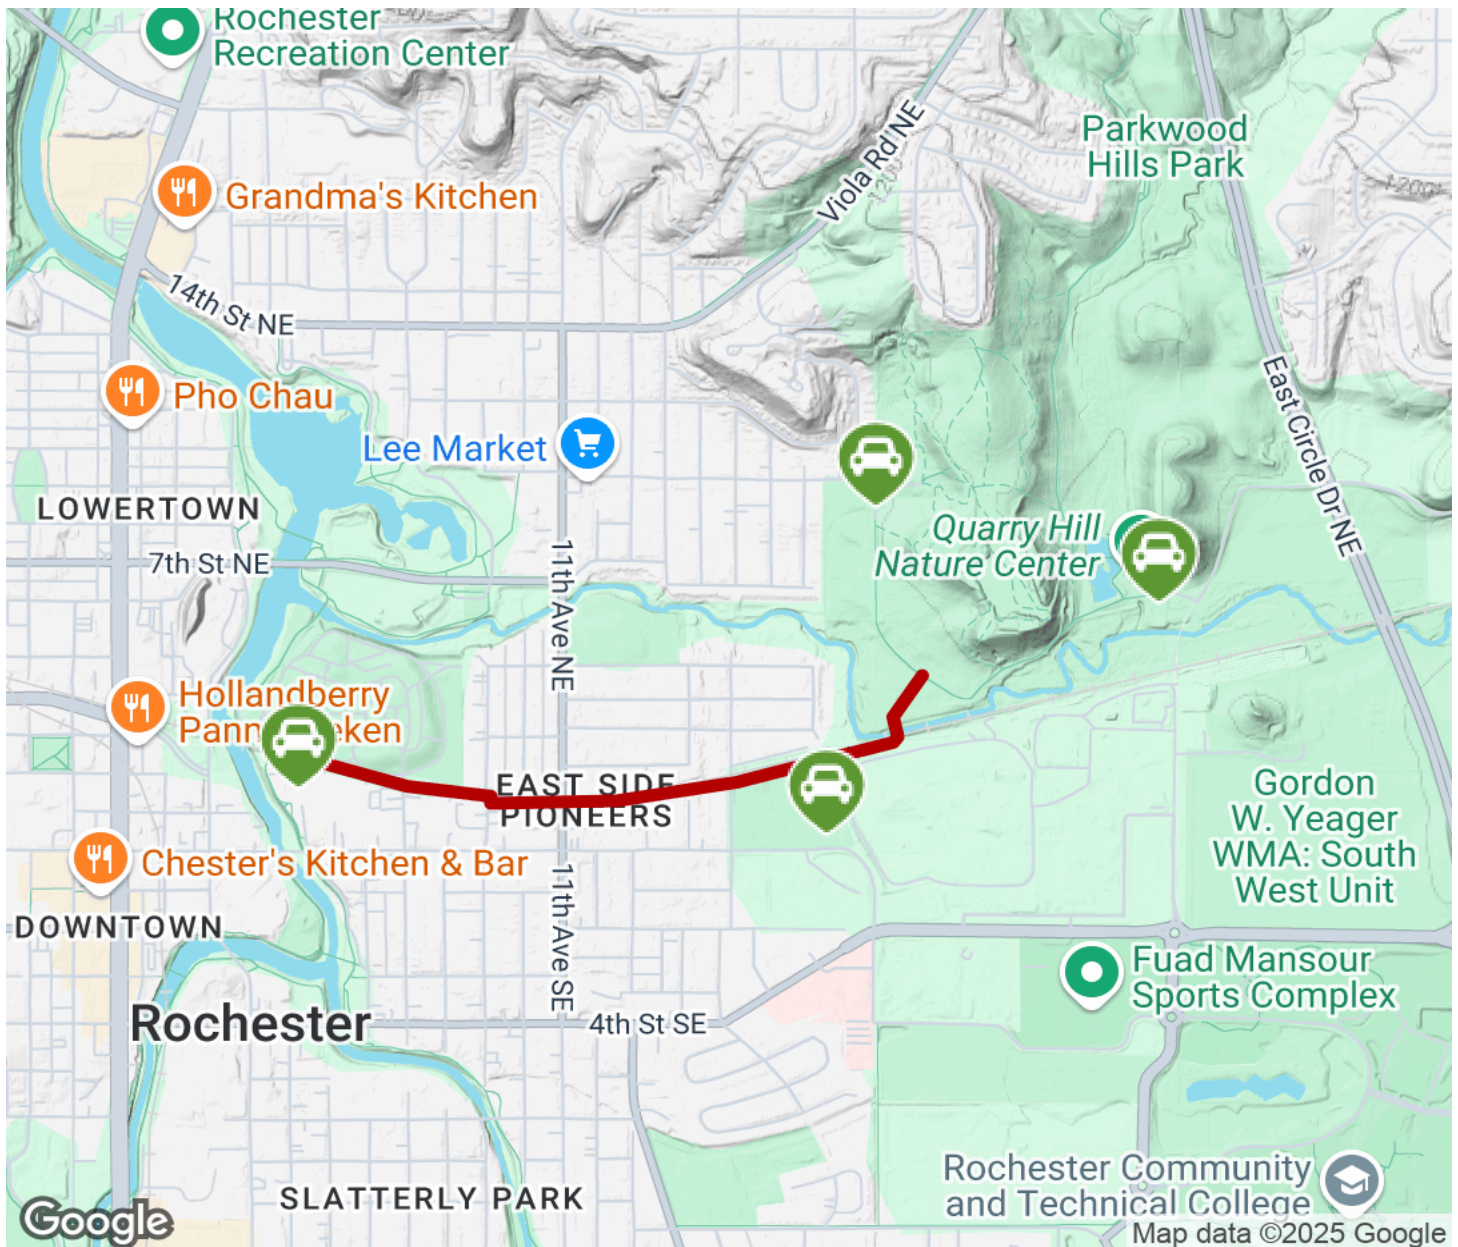 Rochester
Recreation Center
Parkwood
Hills Park
Viola Rd NE
Grandma's Kitchen
14th St NE
Pho Chau
East Circle Dr NE
Lee Market
LOWERTOWN
Quarry Hill
Nature Center
7th St NE
11th Ave NE
Hollandberry
EAST SIDE
PIONEERS
Gordon
W. Yeager
WMA: South
West Unit
Chester's Kitchen & Bar
11th Ave SE
DOWNTOWN
Fuad Mansour
Sports Complex
Rochester
4th St SE
Rochester Community
and Technical College
SLATTERLY PARK
Google
Map data ©2025 Google